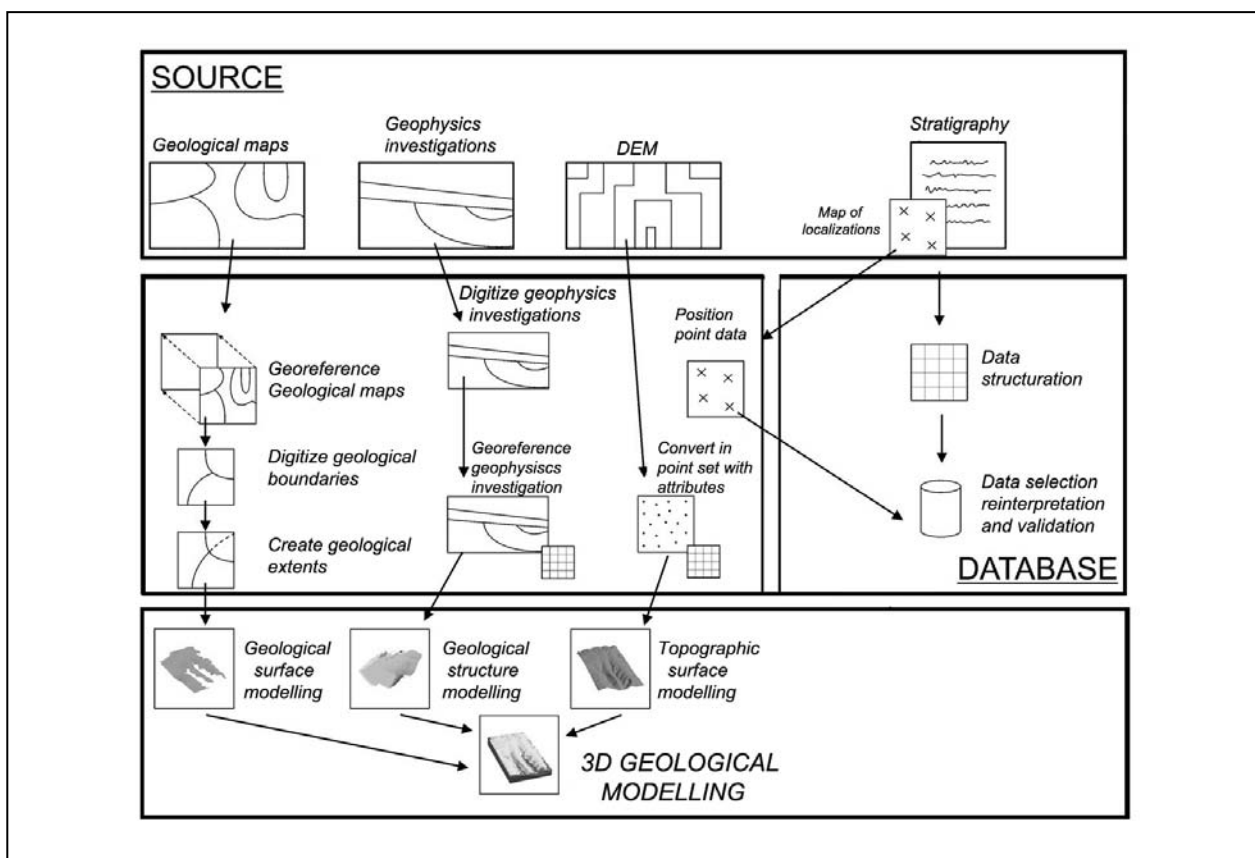 SOURCE
Geological maps
Geophysics
investigations
DEM
Stratigraphy
Map of
localizations
Digitize geophysics
investigations
Position
point data
Georeference
Geological maps
Data
structuration
Digitize geological
boundaries
Georeference
geophysiscs
investigation
Convert in
point set with
attributes
Data selection
reinterpretation
and validation
Create geological
extents
DATABASE
Geological
surface
modelling
Geological
structure
modelling
Topographic
surface
modelling
3D GEOLOGICAL
MODELLING